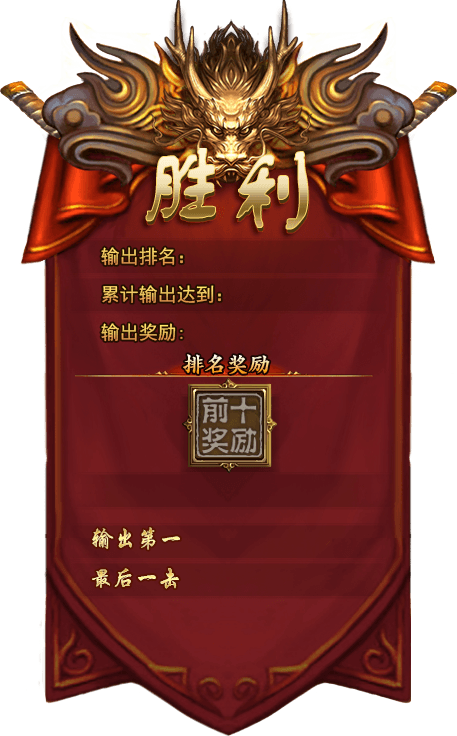 胜利
输出排名：
累计输出达到：
输出奖励：
排名奖励
前十
奖励
输出第一
最后一击